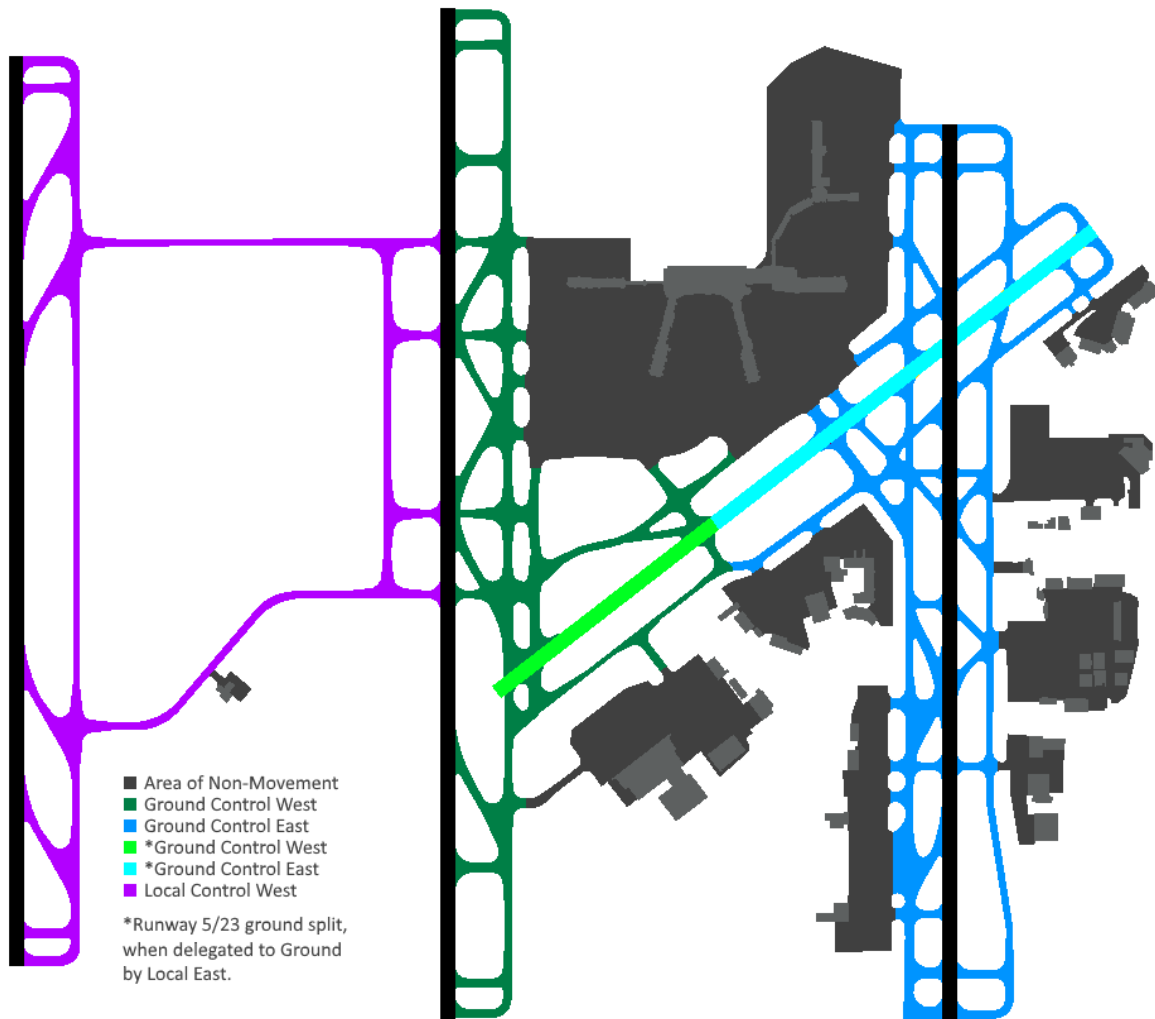 Area of Non-Movement
Ground Control West
Ground Control East
*Ground Control West
*Ground Control East
Local Control West
*Runway 5/23 ground split,
when delegated to Ground
by Local East.